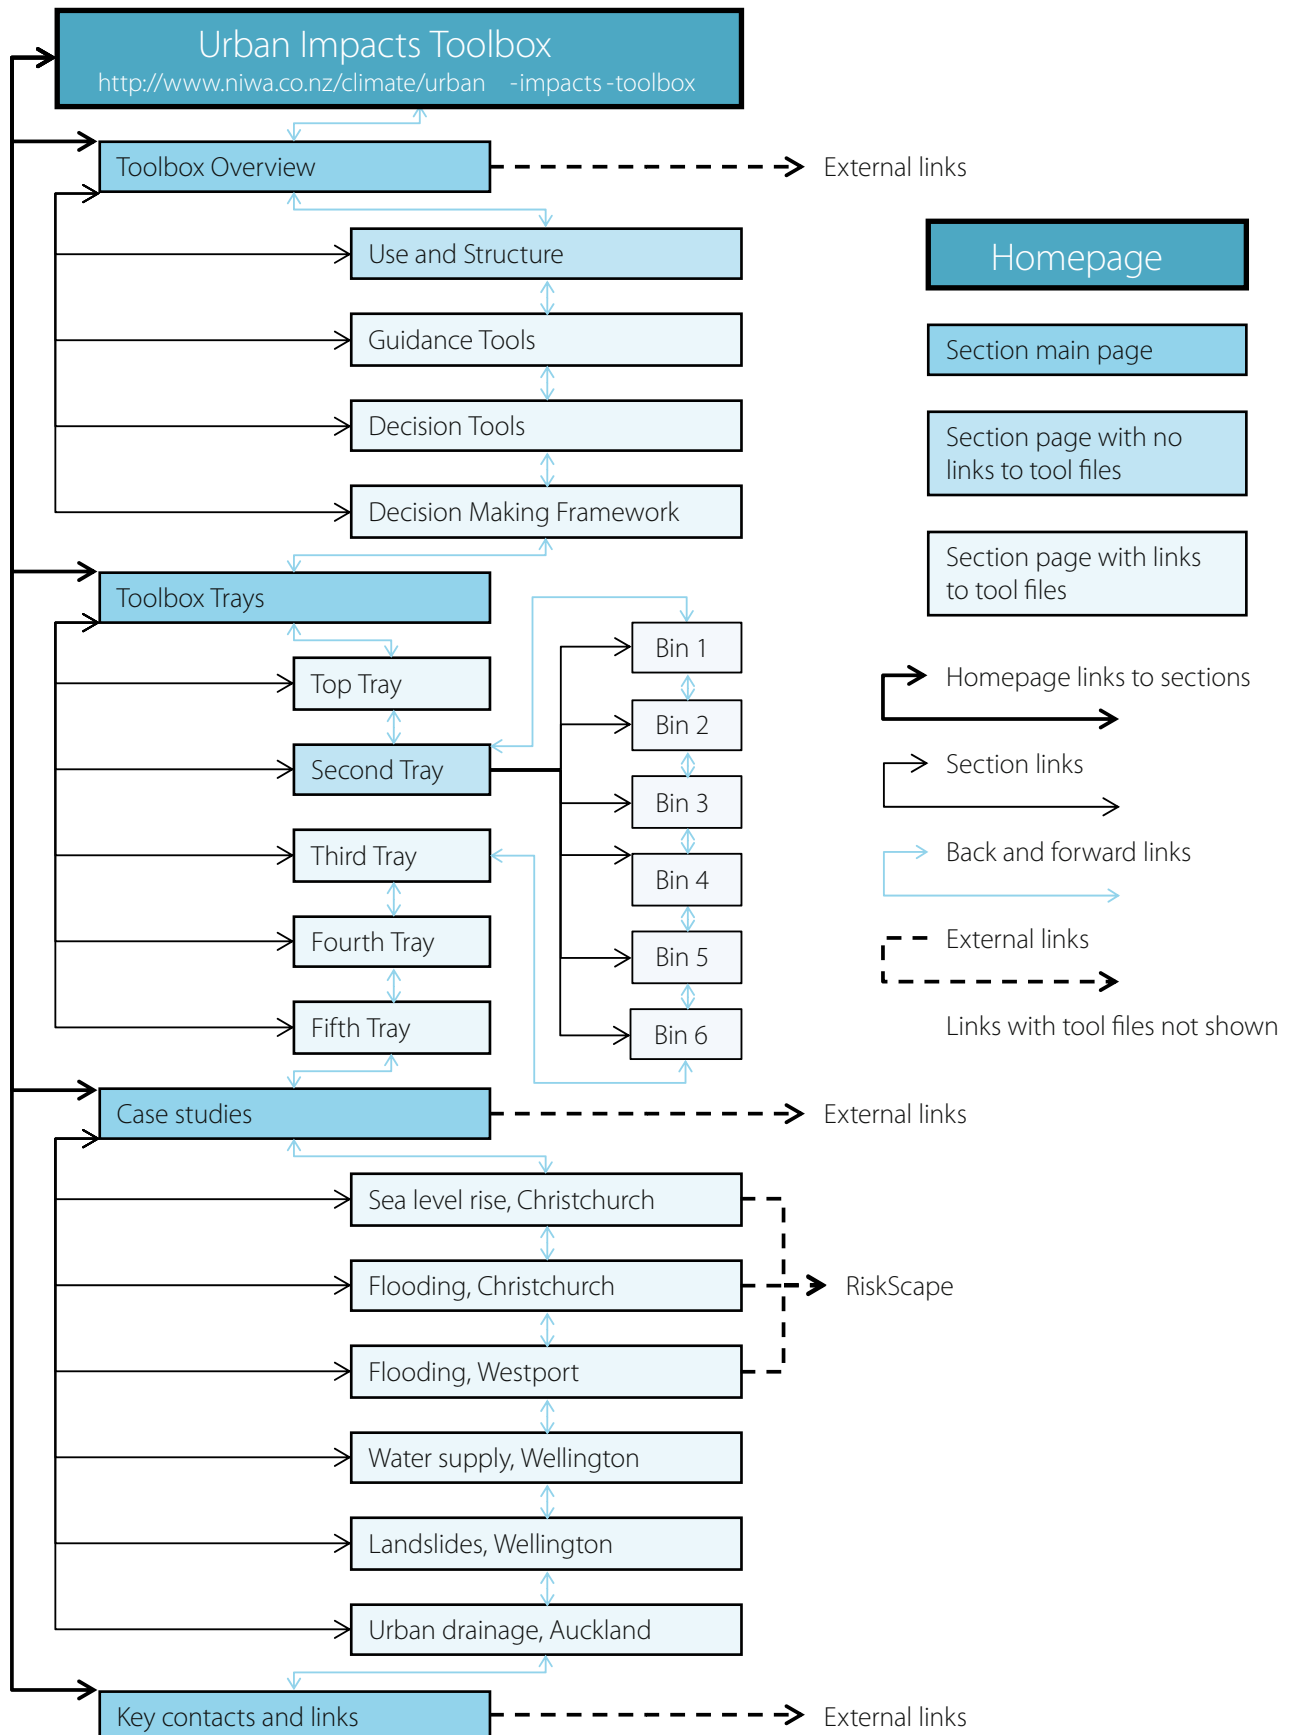 Urban Impacts Toolbox
http://www.niwa.co.nz/climate/urban -impacts -toolbox
Toolbox Overview
External links
Use and Structure
Guidance Tools
Decision Tools
Decision Making Framework
Toolbox Trays
Top Tray
Second Tray
Third Tray
Fourth Tray
Fifth Tray
Bin 1
Bin 2
Bin 3
Bin 4
Bin 5
Bin 6
Case studies
External links
Sea level rise, Christchurch
Flooding, Christchurch
Flooding, Westport
RiskScape
Water supply, Wellington
Landslides, Wellington
Urban drainage, Auckland
Key contacts and links
External links
Homepage
Section main page
Section page with no
links to tool files
Section page with links
to tool files
Homepage links to sections
Section links
Back and forward links
External links
Links with tool files not shown